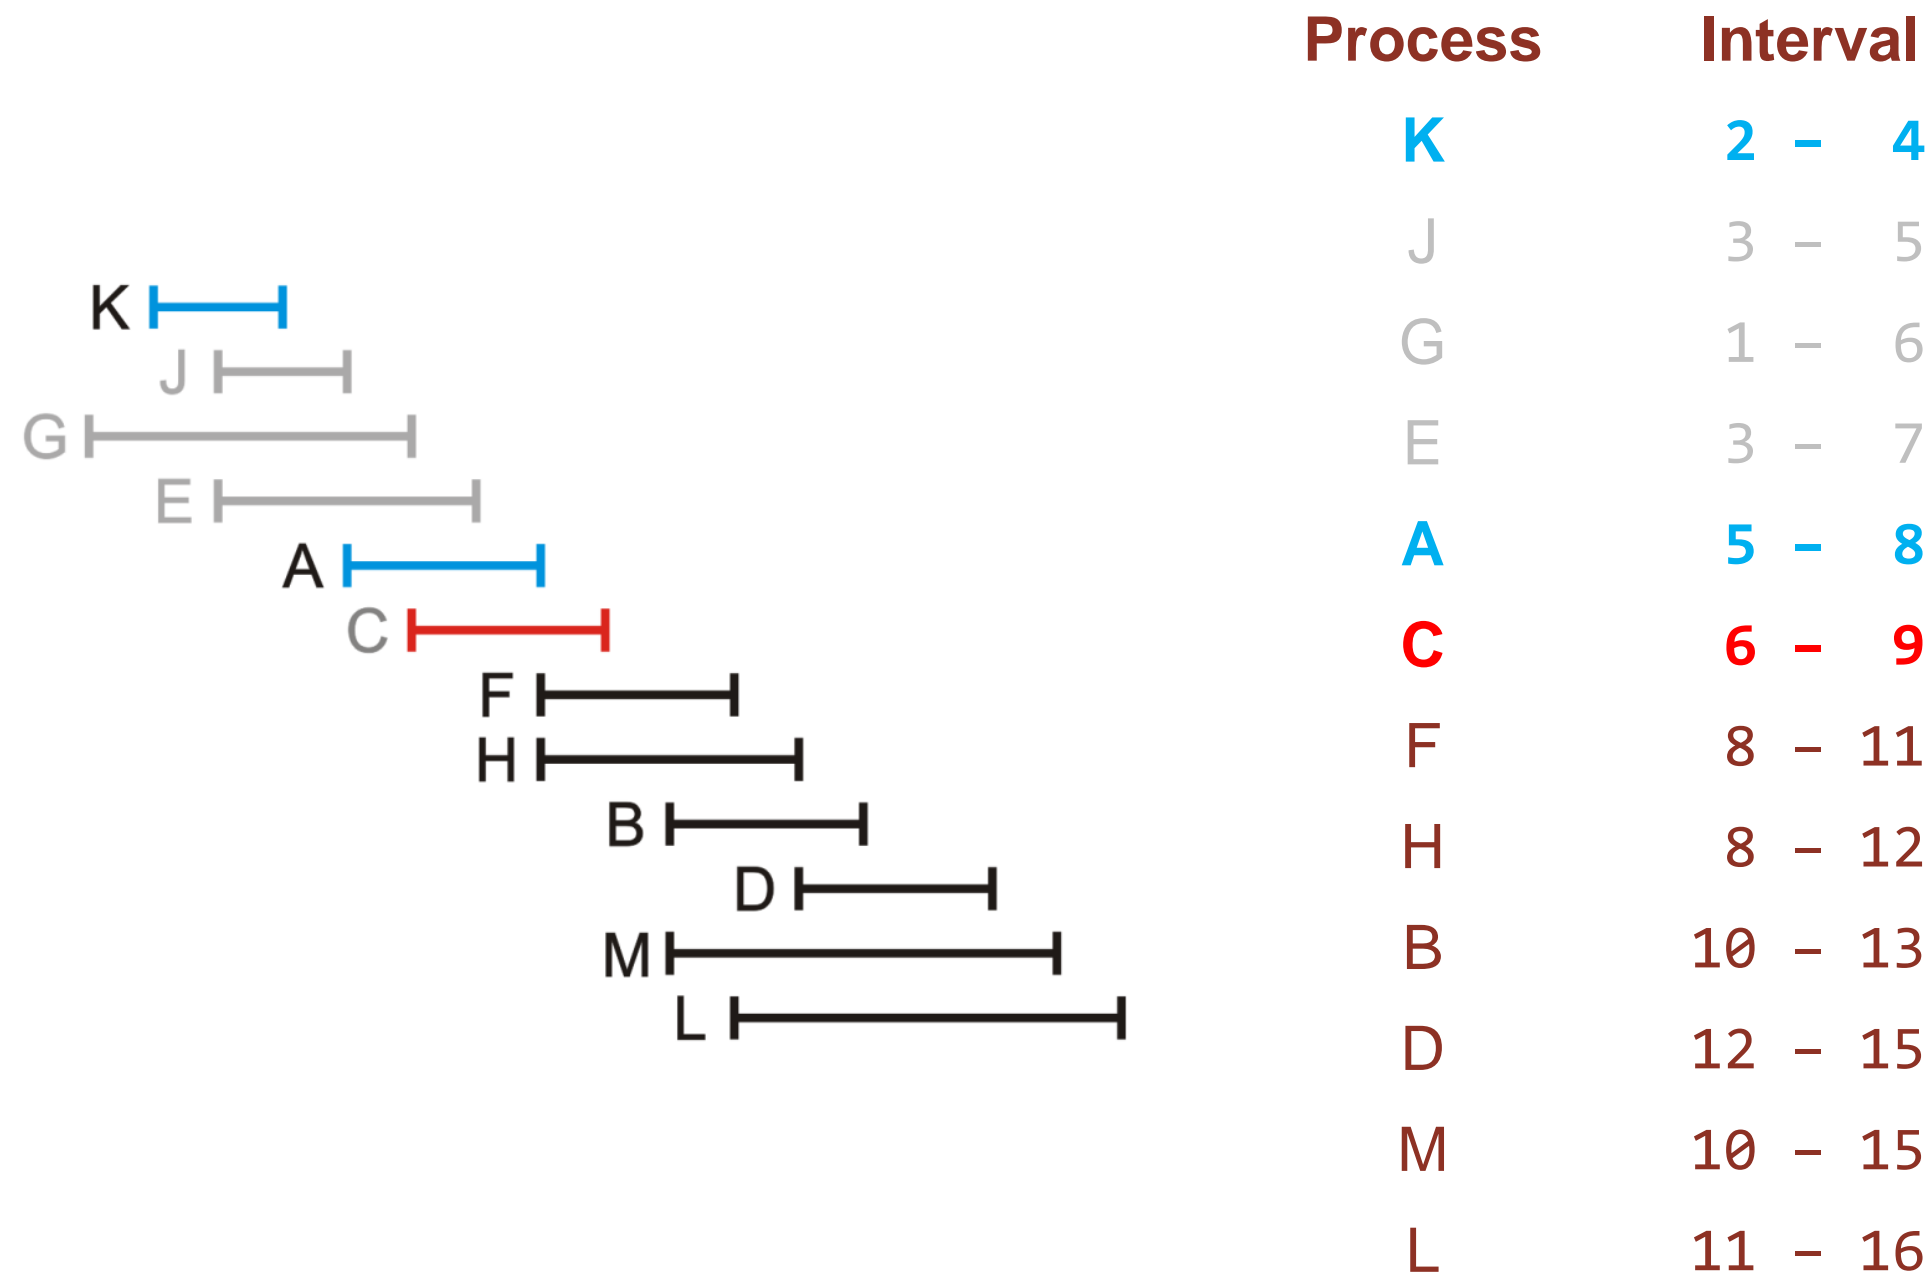 Process Interval
K 2 – 4
J 3 – 5
G 1 – 6
E 3 – 7
A 5 – 8
C 6 – 9
F 8 – 11
H 8 – 12
B 10 – 13
D 12 – 15
M 10 – 15
L 11 – 16
K
J
G
E
A
C
F
H
B
D
M
L